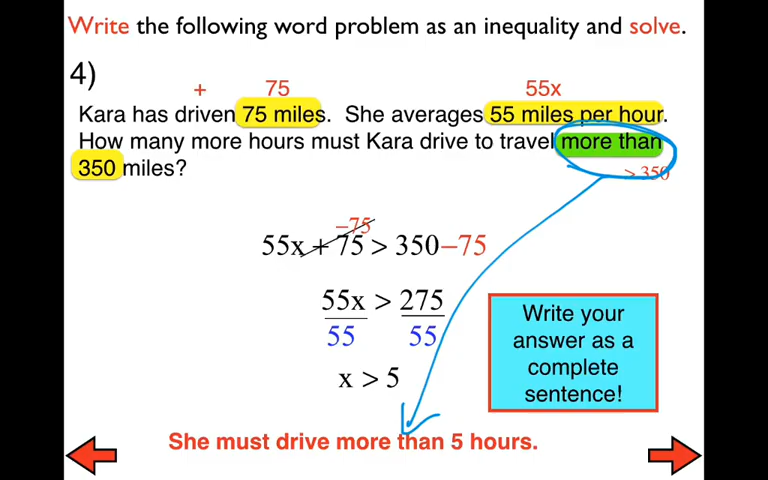 Write the following word problem as an inequality and solve.
4)
+ 75 55x
Kara has driven 75 miles. She averages 55 miles per hour.
How many more hours must Kara drive to travel more than
350 miles?
> 350
−75
55x + 75 > 350−75
55x > 275
55 55
x > 5
Write your
answer as a
complete
sentence!
She must drive more than 5 hours.